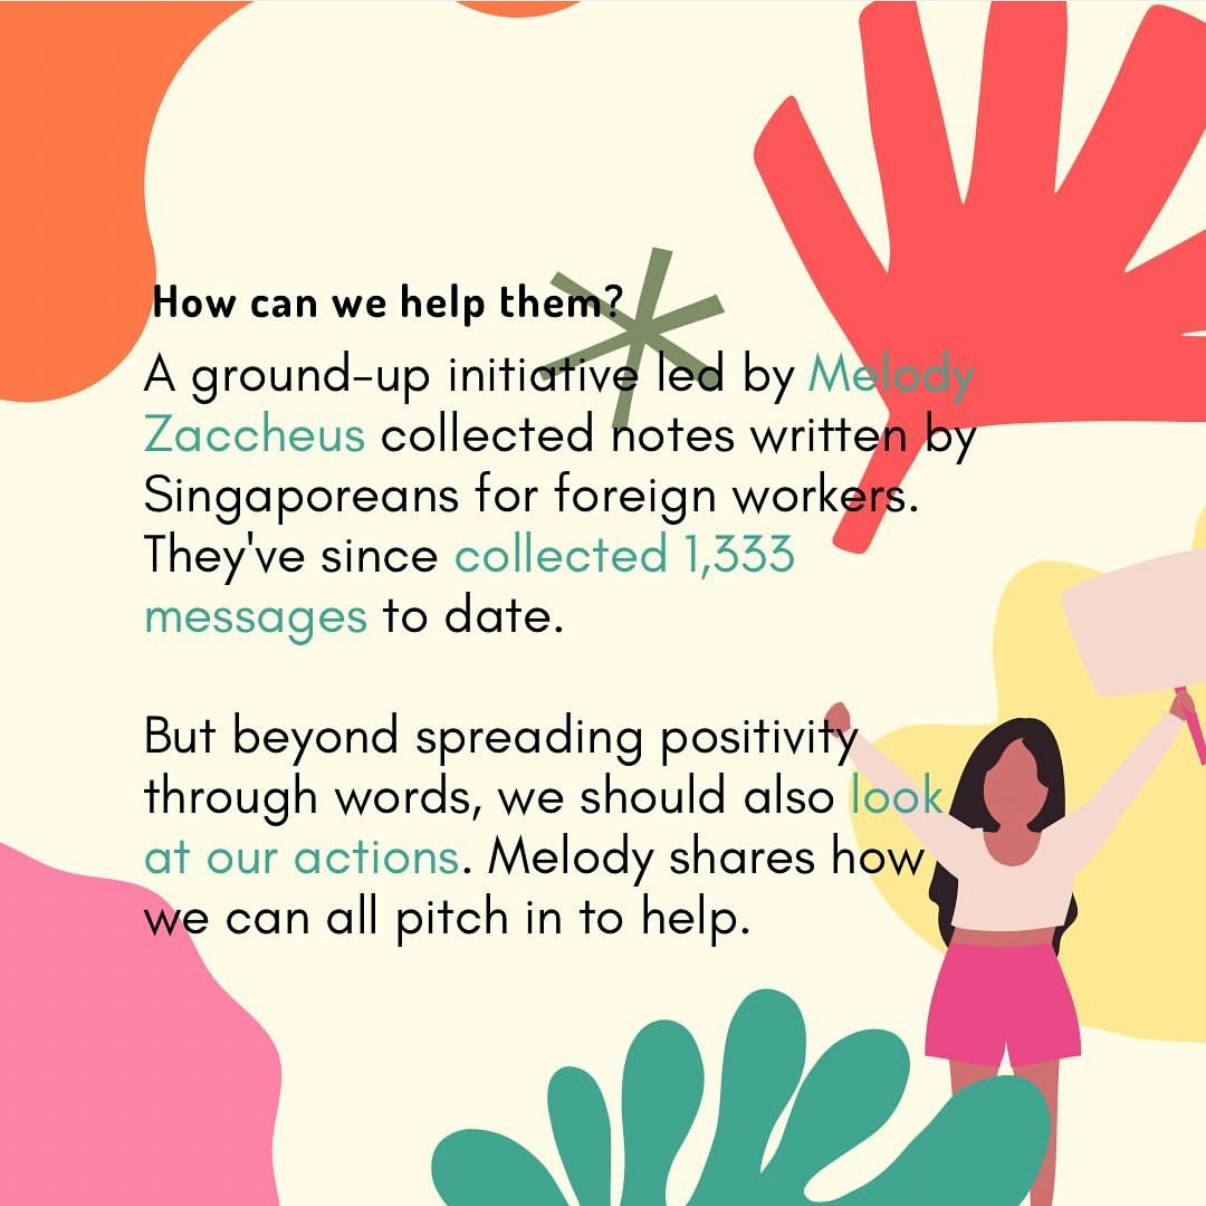 How can we help them?
A ground-up initiative led by Melody
Zaccheus collected notes written by
Singaporeans for foreign workers.
They've since collected 1,333
messages to date.
But beyond spreading positivity
through words, we should also look
at our actions. Melody shares how
we can all pitch in to help.